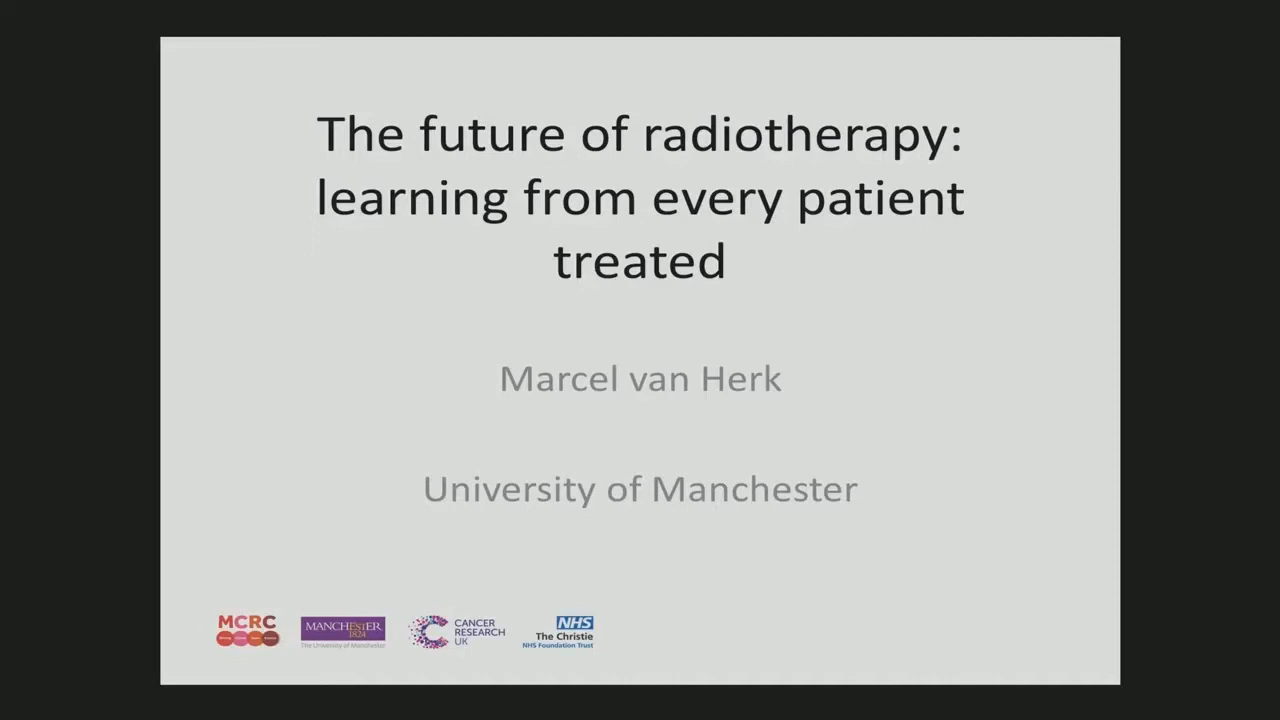 The future of radiotherapy:
learning from every patient
treated
Marcel van Herk
University of Manchester
MCRC
MANCHESTER
1824
The University of Manchester
CANCER
RESEARCH
UK
NHS
The Christie
NHS Foundation Trust